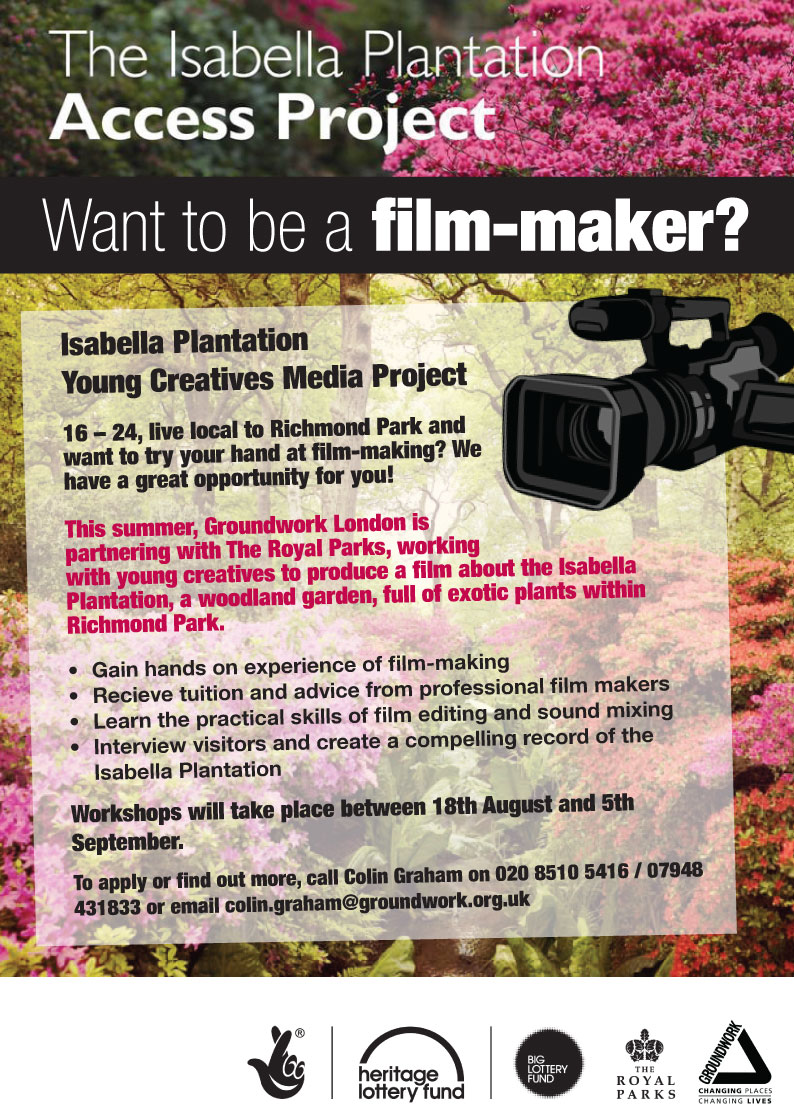 The Isabella Plantation
Access Project
Want to be a film-maker?
Isabella Plantation
Young Creatives Media Project
16 – 24, live local to Richmond Park and
want to try your hand at film-making? We
have a great opportunity for you!
This summer, Groundwork London is
partnering with The Royal Parks, working
with young creatives to produce a film about the Isabella
Plantation, a woodland garden, full of exotic plants within
Richmond Park.
• Gain hands on experience of film-making
• Recieve tuition and advice from professional film makers
• Learn the practical skills of film editing and sound mixing
• Interview visitors and create a compelling record of the
Isabella Plantation
Workshops will take place between 18th August and 5th
September.
To apply or find out more, call Colin Graham on 020 8510 5416 / 07948
431833 or email colin.graham@groundwork.org.uk
®
heritage
lottery fund
BIG
LOTTERY
FUND
THE
ROYAL
PARKS
GROUNDWORK
CHANGING PLACES
CHANGING LIVES